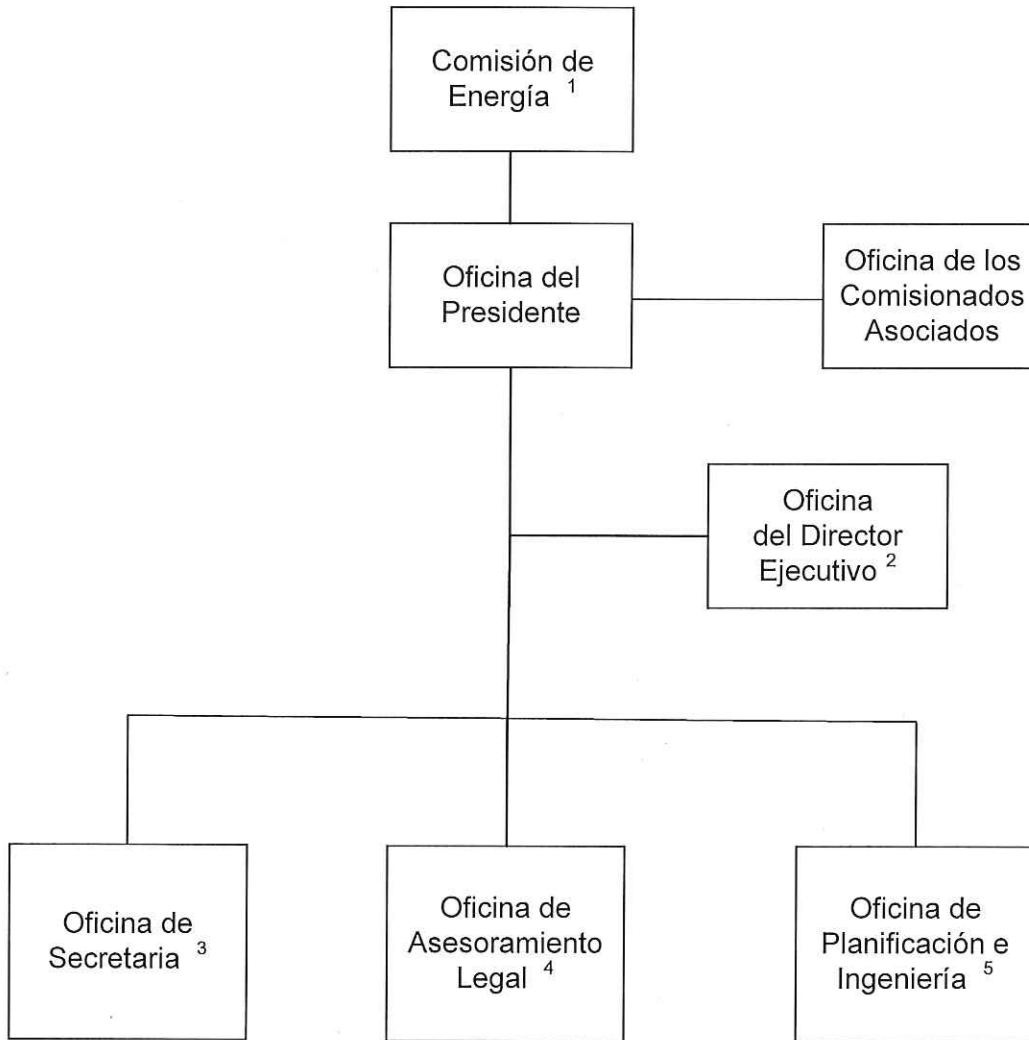 Comisión de
Energía 1
Oficina del
Presidente
Oficina de los
Comisionados
Asociados
Oficina
del Director
Ejecutivo 2
Oficina de
Secretaria 3
Oficina de
Asesoramiento
Legal 4
Oficina de
Planificación e
Ingeniería 5